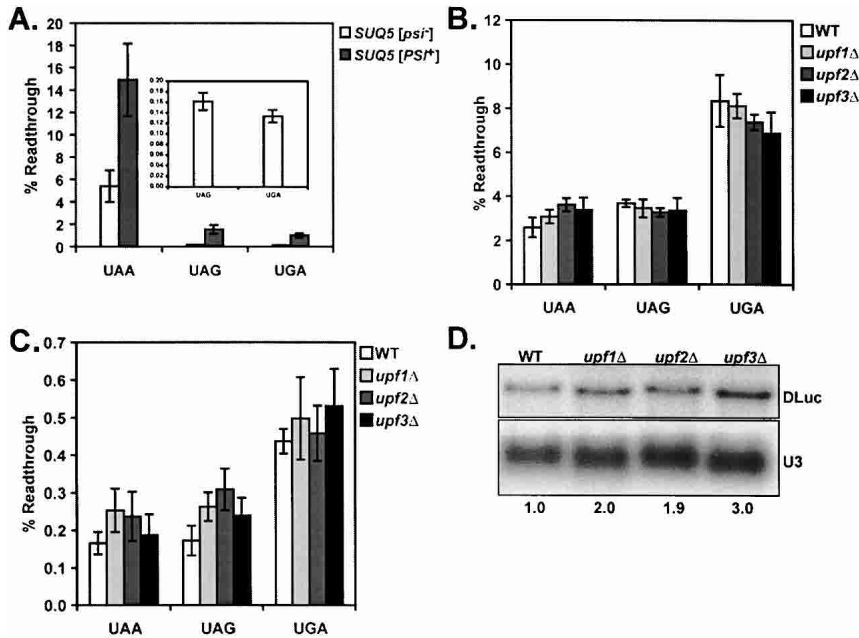 A.
% Readthrough
20
18
16
14
12
10
8
6
4
2
0
SUQ5 [psi-]
SUQ5 [PSI+]
0.20
0.18
0.16
0.14
0.12
0.10
0.08
0.06
0.04
0.02
0.00
UAG UGA
UAA UAG UGA
B.
% Readthrough
12
10
8
6
4
2
0
WT
upf1Δ
upf2Δ
upf3Δ
UAA UAG UGA
C.
% Readthrough
0.7
0.6
0.5
0.4
0.3
0.2
0.1
0.0
WT
upf1Δ
upf2Δ
upf3Δ
UAA UAG UGA
D.
WT upf1Δ upf2Δ upf3Δ
DLuc
U3
1.0 2.0 1.9 3.0